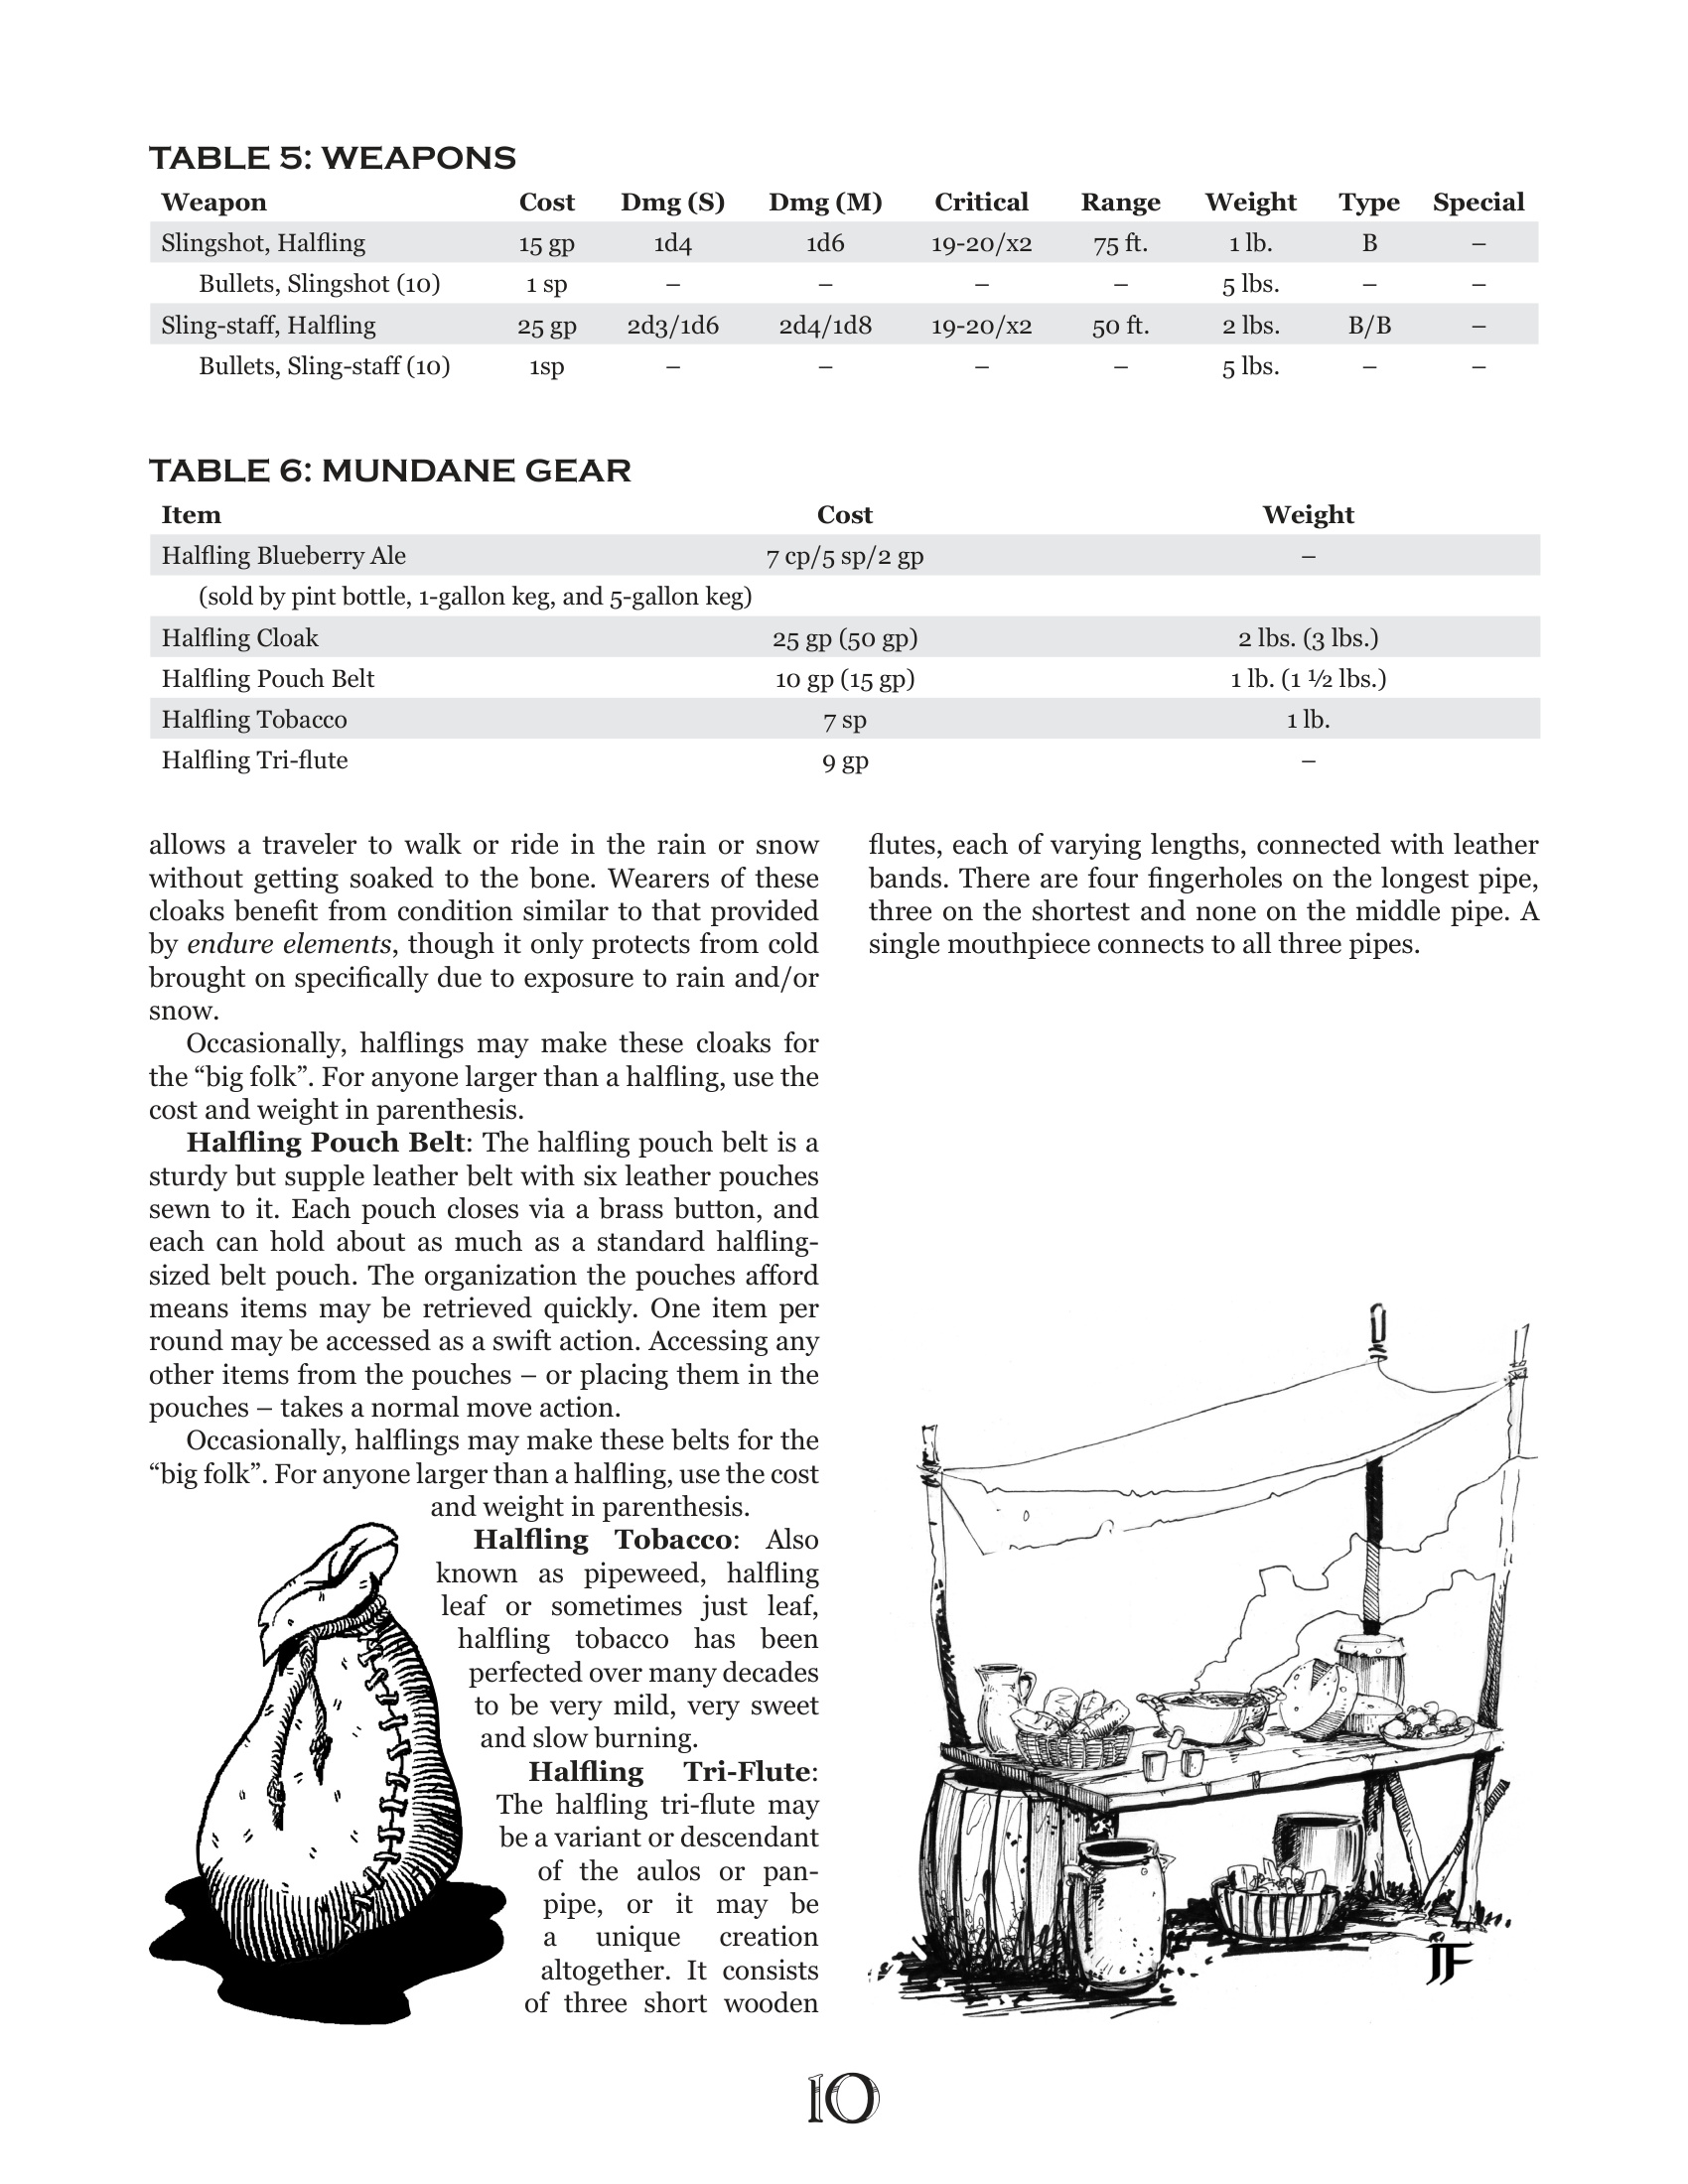 TABLE 5: WEAPONS
Weapon Cost Dmg (S) Dmg (M) Critical Range Weight Type Special
Slingshot, Halfling 15 gp 1d4 1d6 19-20/x2 75 ft. 1 lb. B –
Bullets, Slingshot (10) 1 sp – – – – 5 lbs. – –
Sling-staff, Halfling 25 gp 2d3/1d6 2d4/1d8 19-20/x2 50 ft. 2 lbs. B/B –
Bullets, Sling-staff (10) 1sp – – – – 5 lbs. – –
TABLE 6: MUNDANE GEAR
Item Cost Weight
Halfling Blueberry Ale 7 cp/5 sp/2 gp –
(sold by pint bottle, 1-gallon keg, and 5-gallon keg)
Halfling Cloak 25 gp (50 gp) 2 lbs. (3 lbs.)
Halfling Pouch Belt 10 gp (15 gp) 1 lb. (1 ½ lbs.)
Halfling Tobacco 7 sp 1 lb.
Halfling Tri-flute 9 gp –
allows a traveler to walk or ride in the rain or snow
without getting soaked to the bone. Wearers of these
cloaks benefit from condition similar to that provided
by endure elements, though it only protects from cold
brought on specifically due to exposure to rain and/or
snow.
Occasionally, halflings may make these cloaks for
the “big folk”. For anyone larger than a halfling, use the
cost and weight in parenthesis.
Halfling Pouch Belt: The halfling pouch belt is a
sturdy but supple leather belt with six leather pouches
sewn to it. Each pouch closes via a brass button, and
each can hold about as much as a standard halfling-
sized belt pouch. The organization the pouches afford
means items may be retrieved quickly. One item per
round may be accessed as a swift action. Accessing any
other items from the pouches – or placing them in the
pouches – takes a normal move action.
Occasionally, halflings may make these belts for the
“big folk”. For anyone larger than a halfling, use the cost
and weight in parenthesis.
Halfling Tobacco: Also
known as pipeweed, halfling
leaf or sometimes just leaf,
halfling tobacco has been
perfected over many decades
to be very mild, very sweet
and slow burning.
Halfling Tri-Flute:
The halfling tri-flute may
be a variant or descendant
of the aulos or pan-
pipe, or it may be
a unique creation
altogether. It consists
of three short wooden
flutes, each of varying lengths, connected with leather
bands. There are four fingerholes on the longest pipe,
three on the shortest and none on the middle pipe. A
single mouthpiece connects to all three pipes.
JF
10